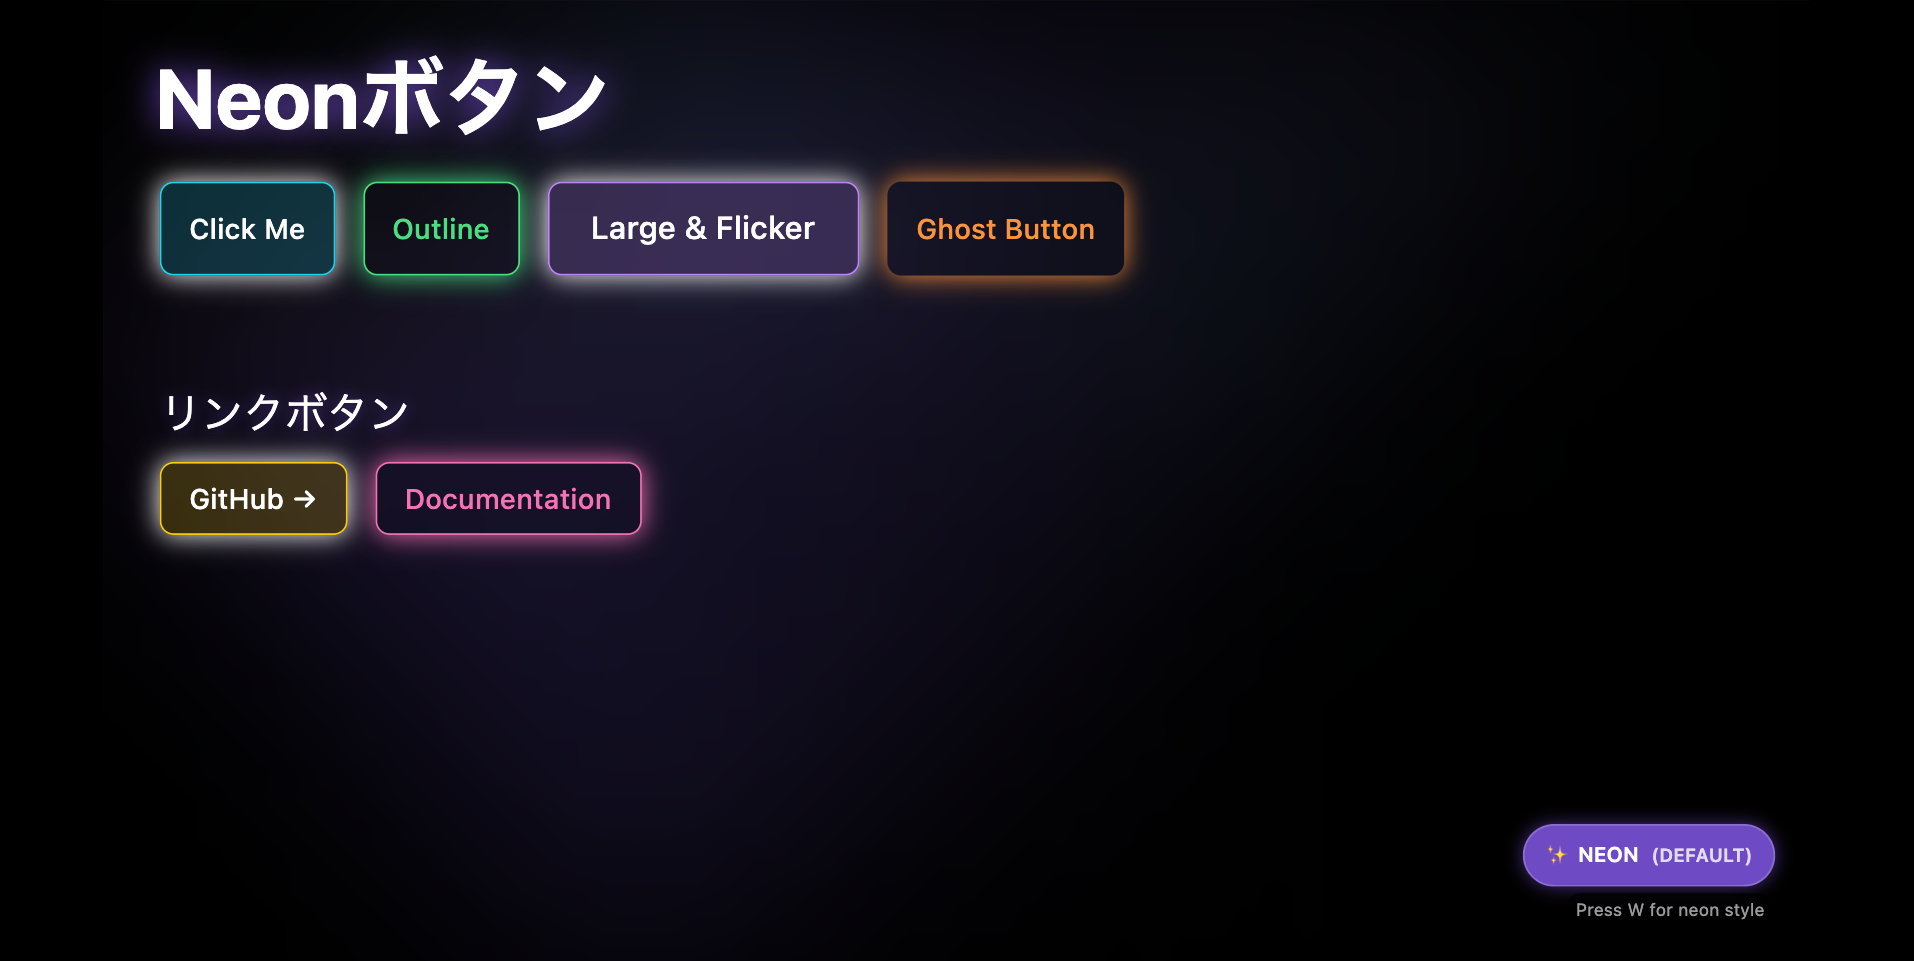 Neonボタン
Click Me
Outline
Large & Flicker
Ghost Button
リンクボタン
GitHub →
Documentation
✨ NEON (DEFAULT)
Press W for neon style